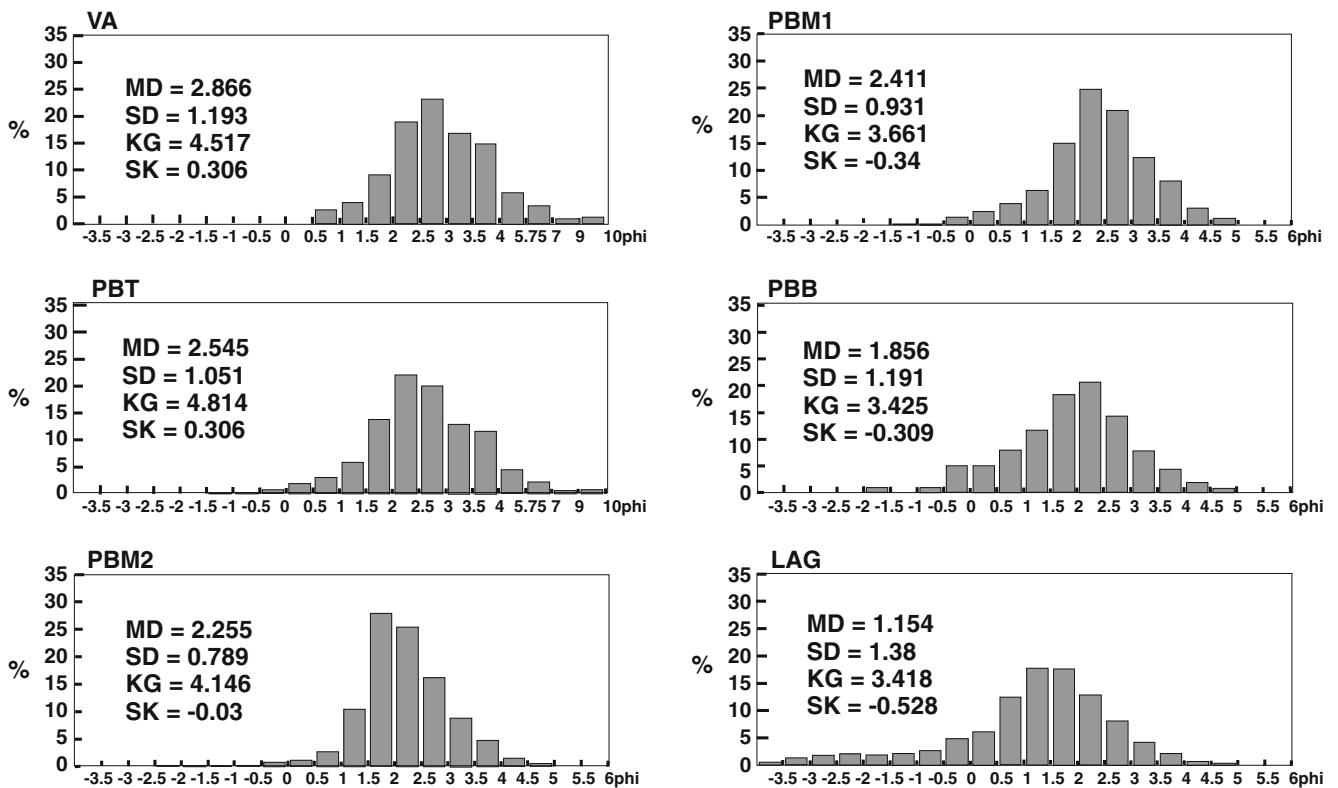 VA
35
30
25
20
15
10
5
0
%
MD = 2.866
SD = 1.193
KG = 4.517
SK = 0.306
-3.5 -3 -2.5 -2 -1.5 -1 -0.5 0 0.5 1 1.5 2 2.5 3 3.5 4 5.75 7 9 10phi
PBM1
35
30
25
20
15
10
5
0
%
MD = 2.411
SD = 0.931
KG = 3.661
SK = -0.34
-3.5 -3 -2.5 -2 -1.5 -1 -0.5 0 0.5 1 1.5 2 2.5 3 3.5 4 4.5 5 5.5 6phi
PBT
35
30
25
20
15
10
5
0
%
MD = 2.545
SD = 1.051
KG = 4.814
SK = 0.306
-3.5 -3 -2.5 -2 -1.5 -1 -0.5 0 0.5 1 1.5 2 2.5 3 3.5 4 5.75 7 9 10phi
PBB
35
30
25
20
15
10
5
0
%
MD = 1.856
SD = 1.191
KG = 3.425
SK = -0.309
-3.5 -3 -2.5 -2 -1.5 -1 -0.5 0 0.5 1 1.5 2 2.5 3 3.5 4 4.5 5 5.5 6phi
PBM2
35
30
25
20
15
10
5
0
%
MD = 2.255
SD = 0.789
KG = 4.146
SK = -0.03
-3.5 -3 -2.5 -2 -1.5 -1 -0.5 0 0.5 1 1.5 2 2.5 3 3.5 4 4.5 5 5.5 6phi
LAG
35
30
25
20
15
10
5
0
%
MD = 1.154
SD = 1.38
KG = 3.418
SK = -0.528
-3.5 -3 -2.5 -2 -1.5 -1 -0.5 0 0.5 1 1.5 2 2.5 3 3.5 4 4.5 5 5.5 6phi